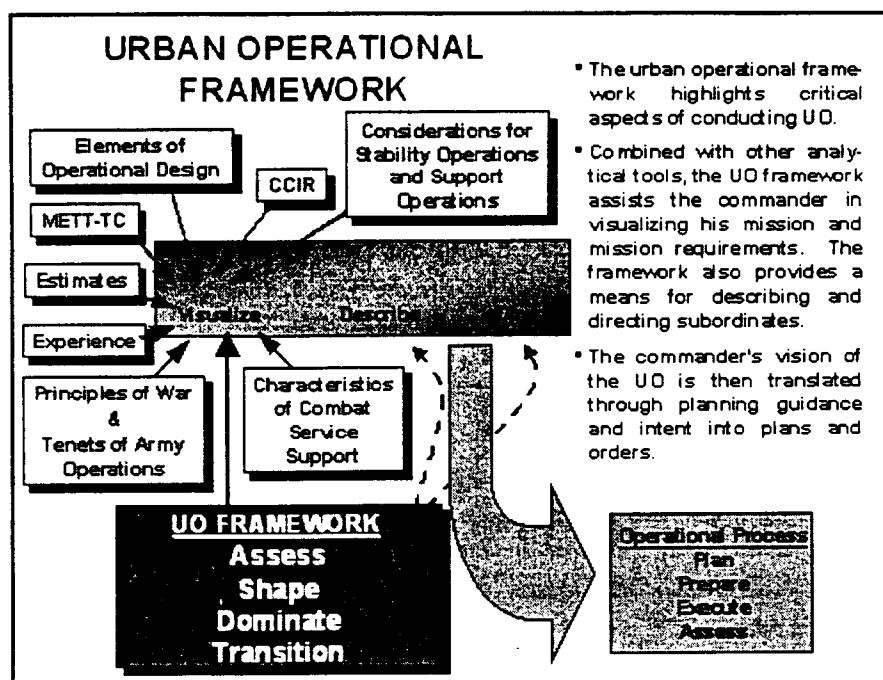 URBAN OPERATIONAL
FRAMEWORK
Elements of
Operational Design
CCIR
Considerations for
Stability Operations
and Support
Operations
METT-TC
Estimates
Experience
Visualize
Describe
Principles of War
&
Tenets of Army
Operations
Characteristics
of Combat
Service
Support
UO FRAMEWORK
Assess
Shape
Dominate
Transition
▪ The urban operational frame-
work highlights critical
aspects of conducting UO.
▪ Combined with other analy-
tical tools, the UO framework
assists the commander in
visualizing his mission and
mission requirements. The
framework also provides a
means for describing and
directing subordinates.
▪ The commander's vision of
the UO is then translated
through planning guidance
and intent into plans and
orders.
Operational Process
Plan
Prepare
Execute
Assess